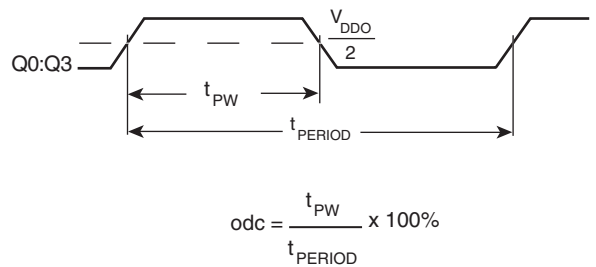 V_DDO
2
Q0:Q3
t_PW
t_PERIOD
t_PW
odc = x 100%
t_PERIOD